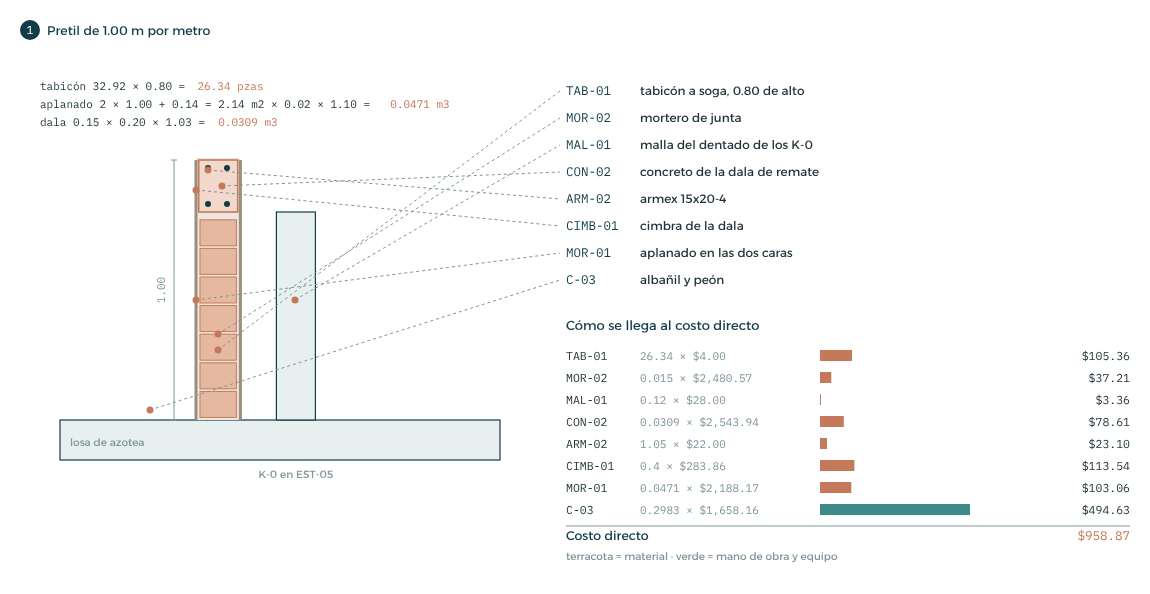 1 Pretil de 1.00 m por metro
tabicón 32.92 × 0.80 = 26.34 pzas
aplanado 2 × 1.00 + 0.14 = 2.14 m2 × 0.02 × 1.10 = 0.0471 m3
dala 0.15 × 0.20 × 1.03 = 0.0309 m3
1.00
losa de azotea
K-0 en EST-05
TAB-01 tabicón a soga, 0.80 de alto
MOR-02 mortero de junta
MAL-01 malla del dentado de los K-0
CON-02 concreto de la dala de remate
ARM-02 armex 15x20-4
CIMB-01 cimbra de la dala
MOR-01 aplanado en las dos caras
C-03 albañil y peón
Cómo se llega al costo directo
TAB-01 26.34 × $4.00 $105.36
MOR-02 0.015 × $2,480.57 $37.21
MAL-01 0.12 × $28.00 $3.36
CON-02 0.0309 × $2,543.94 $78.61
ARM-02 1.05 × $22.00 $23.10
CIMB-01 0.4 × $283.86 $113.54
MOR-01 0.0471 × $2,188.17 $103.06
C-03 0.2983 × $1,658.16 $494.63
Costo directo $958.87
terracota = material · verde = mano de obra y equipo